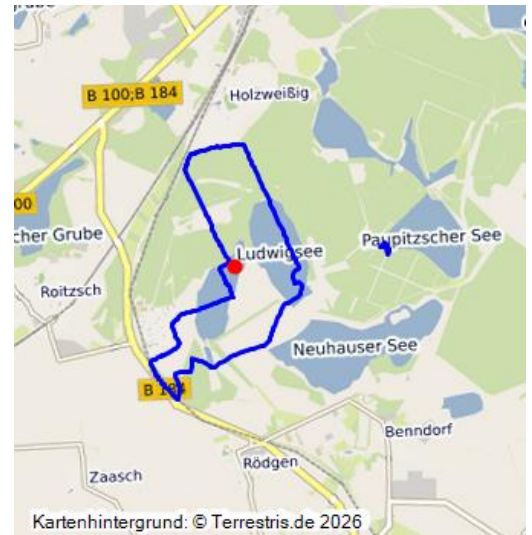 grube
B 100;B 184
Holzweißig
00
cher Grube
Ludwigsee
Paupitzscher See
Roitzsch
Neuhauser See
B 184
Benndorf
Rödgen
Zaasch
Kartenhintergrund: © Terrestris.de 2026